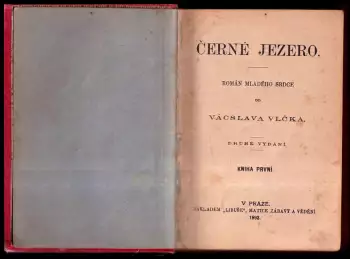 ČERNÉ JEZERO.
ROMÁN MLADÉHO SRDCE
OD
VÁCSLAVA VLČKA.
DRUHÉ VYDÁNÍ.
KNIHA PRVNÍ.
V PRAZE.
NÁKLADEM „LIBUŠE“, MATICE ZÁBAVY A VĚDĚNÍ